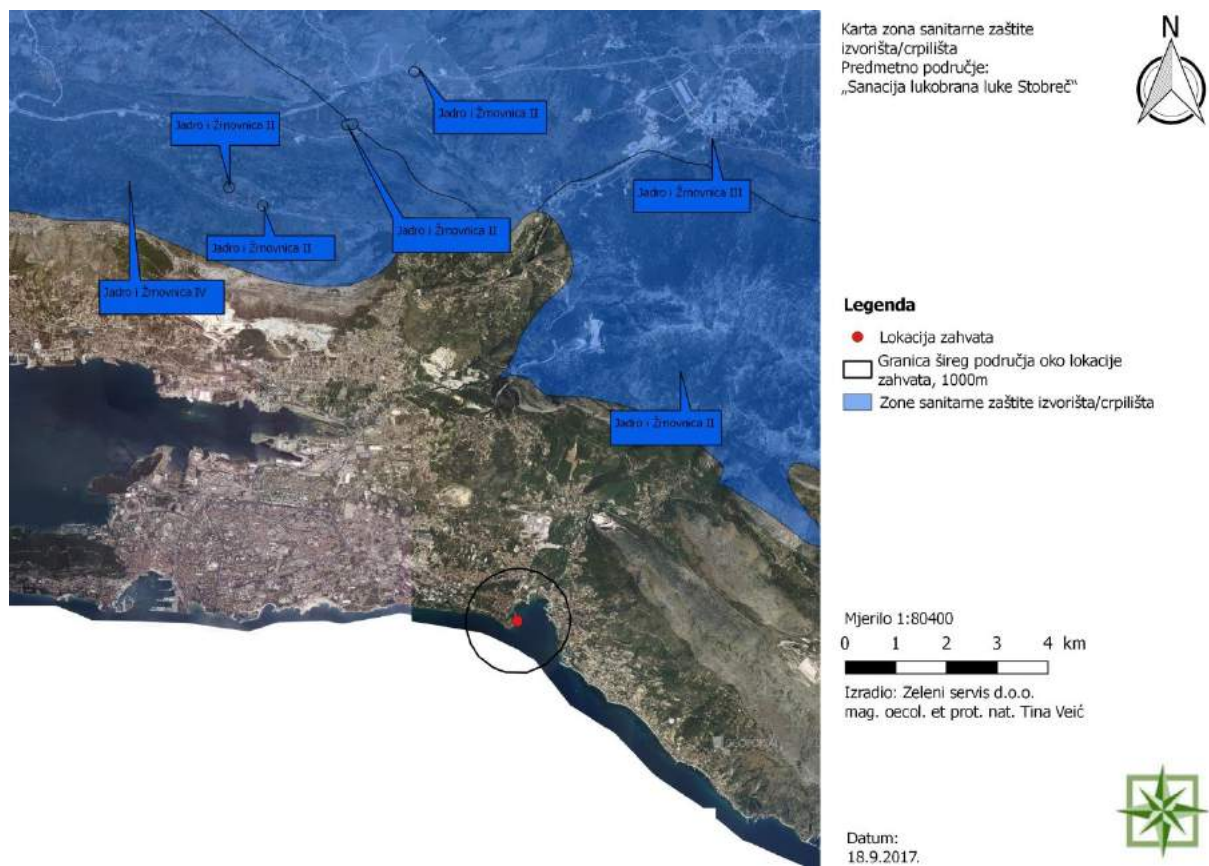 Karta zona sanitarne zaštite
izvorišta/crpilišta
Predmetno područje:
„Sanacija lukobrana luke Stobreč“
N
Jadro i Žrnovnica II
Jadro i Žrnovnica II
Jadro i Žrnovnica III
Jadro i Žrnovnica II
Jadro i Žrnovnica II
Jadro i Žrnovnica IV
Jadro i Žrnovnica II
Legenda
Lokacija zahvata
Granica šireg područja oko lokacije
zahvata, 1000m
Zone sanitarne zaštite izvorišta/crpilišta
Mjerilo 1:80400
0 1 2 3 4 km
Izradio: Zeleni servis d.o.o.
mag. oecol. et prot. nat. Tina Veić
Datum:
18.9.2017.